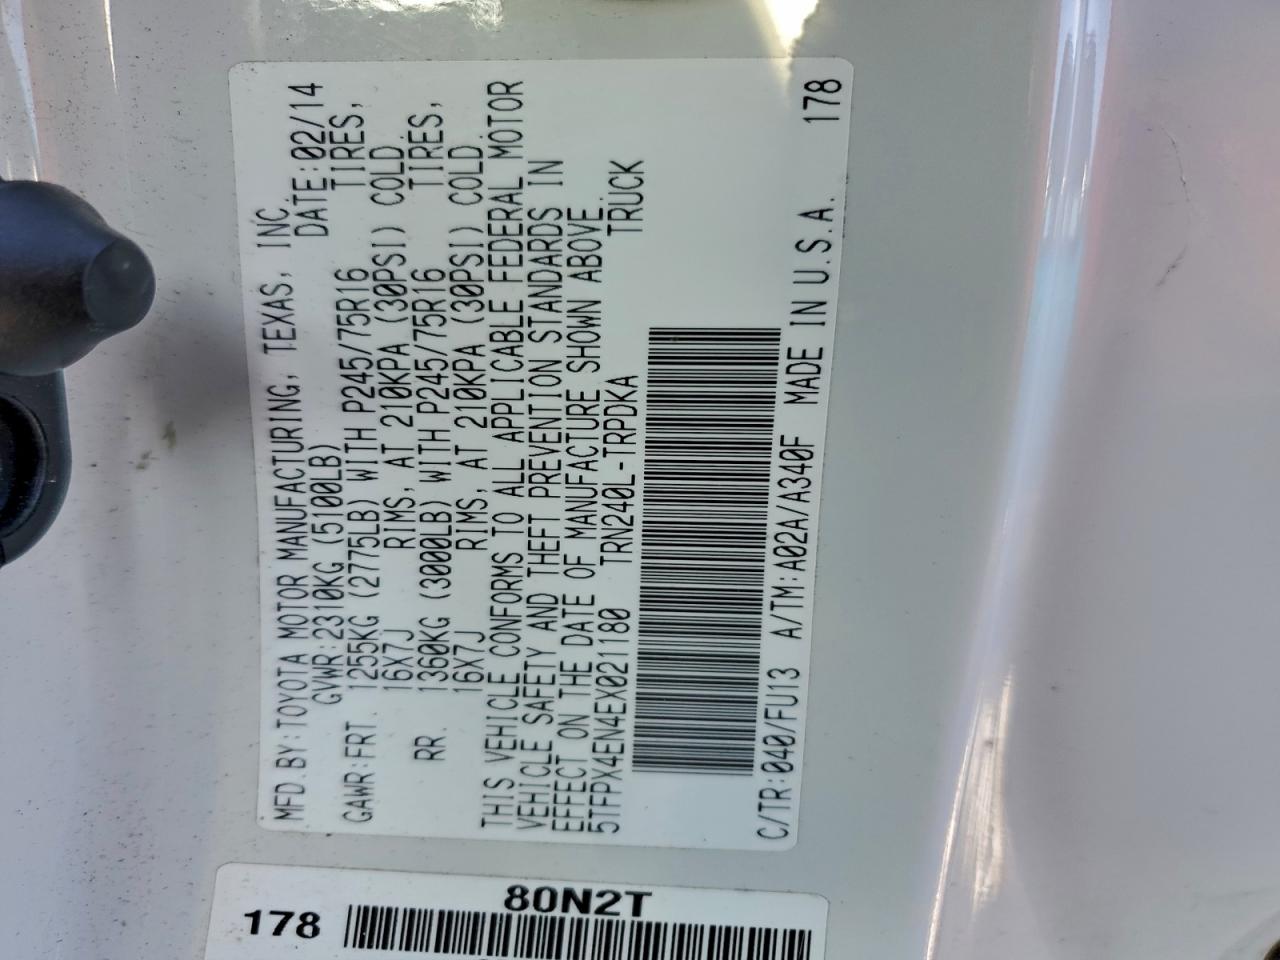 MFD.BY:TOYOTA MOTOR MANUFACTURING, TEXAS, INC.
GVWR:2310KG (5100LB) DATE:02/14
GAWR:FRT. 1255KG (2775LB) WITH P245/75R16 TIRES,
16X7J RIMS, AT 210KPA (30PSI) COLD.
RR. 1360KG (3000LB) WITH P245/75R16 TIRES,
16X7J RIMS, AT 210KPA (30PSI) COLD.
THIS VEHICLE CONFORMS TO ALL APPLICABLE FEDERAL MOTOR
VEHICLE SAFETY AND THEFT PREVENTION STANDARDS IN
EFFECT ON THE DATE OF MANUFACTURE SHOWN ABOVE.
5TFPX4EN4EX021180 TRN240L-TRPDKA TRUCK
C/TR:040/FU13 A/TM:A02A/A340F MADE IN U.S.A. 178
80N2T
178